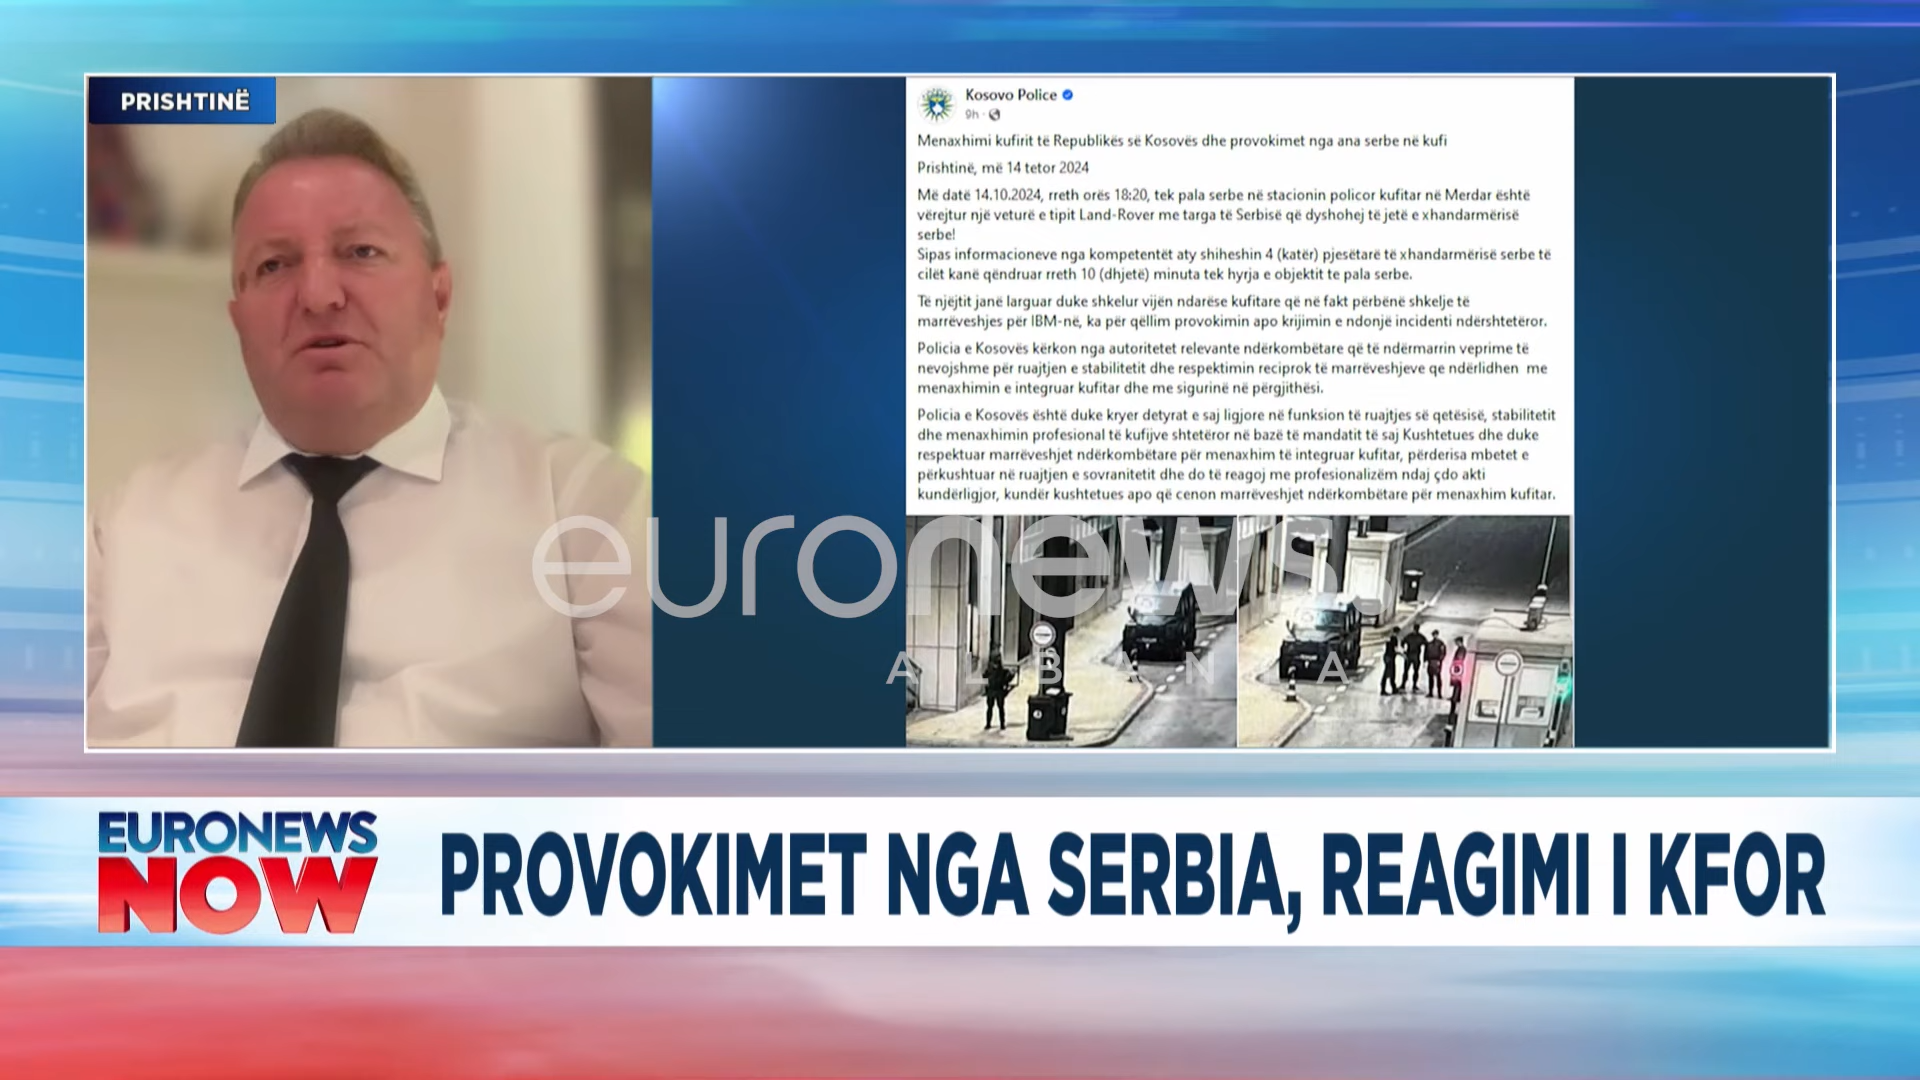 PRISHTINË
Kosovo Police
9h
Menaxhimi kufirit të Republikës së Kosovës dhe provokimet nga ana serbe në kufi
Prishtinë, më 14 tetor 2024
Më datë 14.10.2024, rreth orës 18:20, tek pala serbe në stacionin policor kufitar në Merdar është
vërejtur një veturë e tipit Land-Rover me targa të Serbisë që dyshohej të jetë e xhandarmërisë
serbe!
Sipas informacioneve nga kompetentët aty shiheshin 4 (katër) pjesëtarë të xhandarmërisë serbe të
cilët kanë qëndruar rreth 10 (dhjetë) minuta tek hyrja e objektit te pala serbe.
Të njëjtit janë larguar duke shkelur vijën ndarëse kufitare që në fakt përbënë shkelje të
marrëveshjes për IBM-në, ka për qëllim provokimin apo krijimin e ndonjë incidenti ndërshtetëror.
Policia e Kosovës kërkon nga autoritetet relevante ndërkombëtare që të ndërmarrin veprime të
nevojshme për ruajtjen e stabilitetit dhe respektimin reciprok të marrëveshjeve qe ndërlidhen me
menaxhimin e integruar kufitar dhe me sigurinë në përgjithësi.
Policia e Kosovës është duke kryer detyrat e saj ligjore në funksion të ruajtjes së qetësisë, stabilitetit
dhe menaxhimin profesional të kufijve shtetëror në bazë të mandatit të saj Kushtetues dhe duke
respektuar marrëveshjet ndërkombëtare për menaxhim të integruar kufitar, përderisa mbetet e
përkushtuar në ruajtjen e sovranitetit dhe do të reagoj me profesionalizëm ndaj çdo akti
kundërligjor, kundër kushtetues apo që cenon marrëveshjet ndërkombëtare për menaxhim kufitar.
euronews.
ALBANIA
EURONEWS
NOW
PROVOKIMET NGA SERBIA, REAGIMI I KFOR